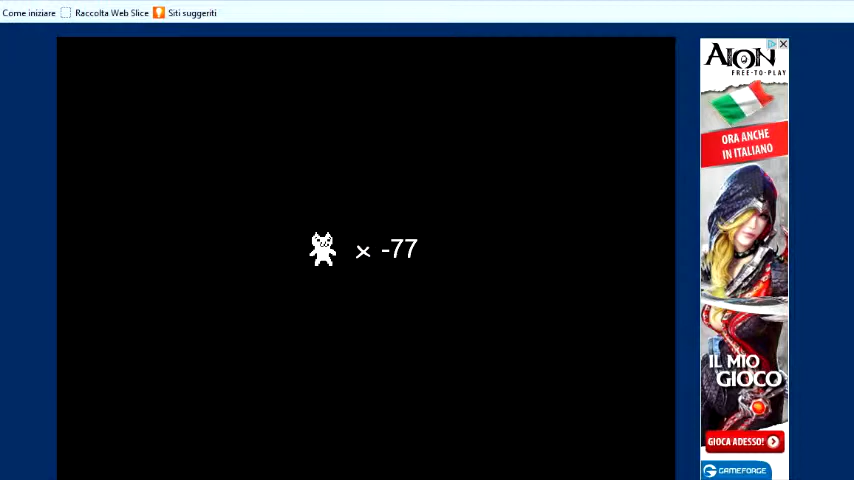 Come iniziare Raccolta Web Slice Siti suggeriti
× -77
AION
FREE-TO-PLAY
ORA ANCHE
IN ITALIANO
IL MIO
GIOCO
GIOCA ADESSO!
GAMEFORGE